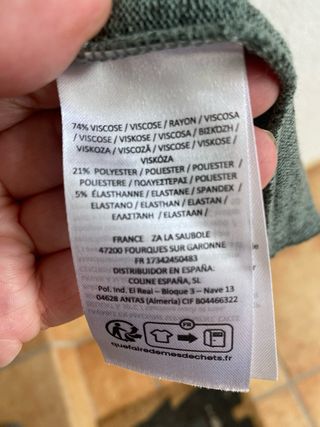 74% VISCOSE / VISCOSE / RAYON / VISCOSA
/ VISKOSE / VISCOSA / ΒΙΣΚΌΖΗ /
VISKOZA / VISCOZĂ / VISCOSE / VISKOSE /
VISKÓZA
21% POLYESTER / POLYESTER / POLIESTER /
POLIESTERE / ΠΟΛΥΕΣΤΕΡΑΣ / POLIESTER
5% ÉLASTHANNE / ELASTANE / SPANDEX /
ELASTANO / ELASTHAN / ELASTAN /
ΕΛΑΣΤΆΝΗ / ELASTAAN /
FRANCE ZA LA SAUBOLE
47200 FOURQUES SUR GARONNE
FR 17342450483
DISTRIBUIDOR EN ESPAÑA:
COLINE ESPAÑA, SL
Pol. Ind. El Real – Bloque 3 – Nave 13
04628 ANTAS (Almería) CIF B04466322
FR
quefairedemesdechets.fr